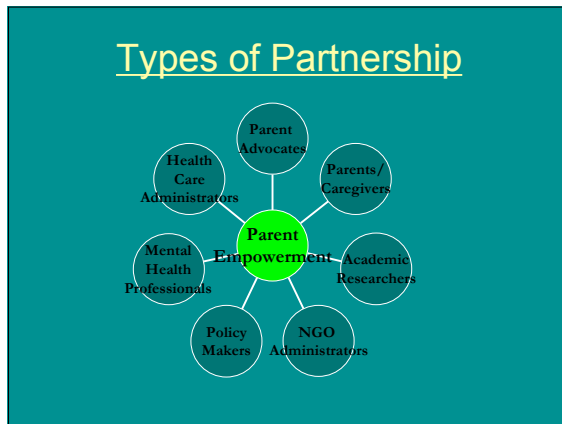 Types of Partnership
Parent
Advocates
Parents/
Caregivers
Academic
Researchers
NGO
Administrators
Policy
Makers
Mental
Health
Professionals
Health
Care
Administrators
Parent
Empowerment